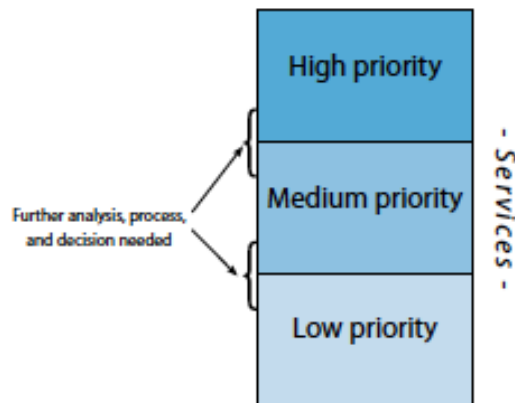 High priority
Medium priority
Low priority
Further analysis, process,
and decision needed
- Services -